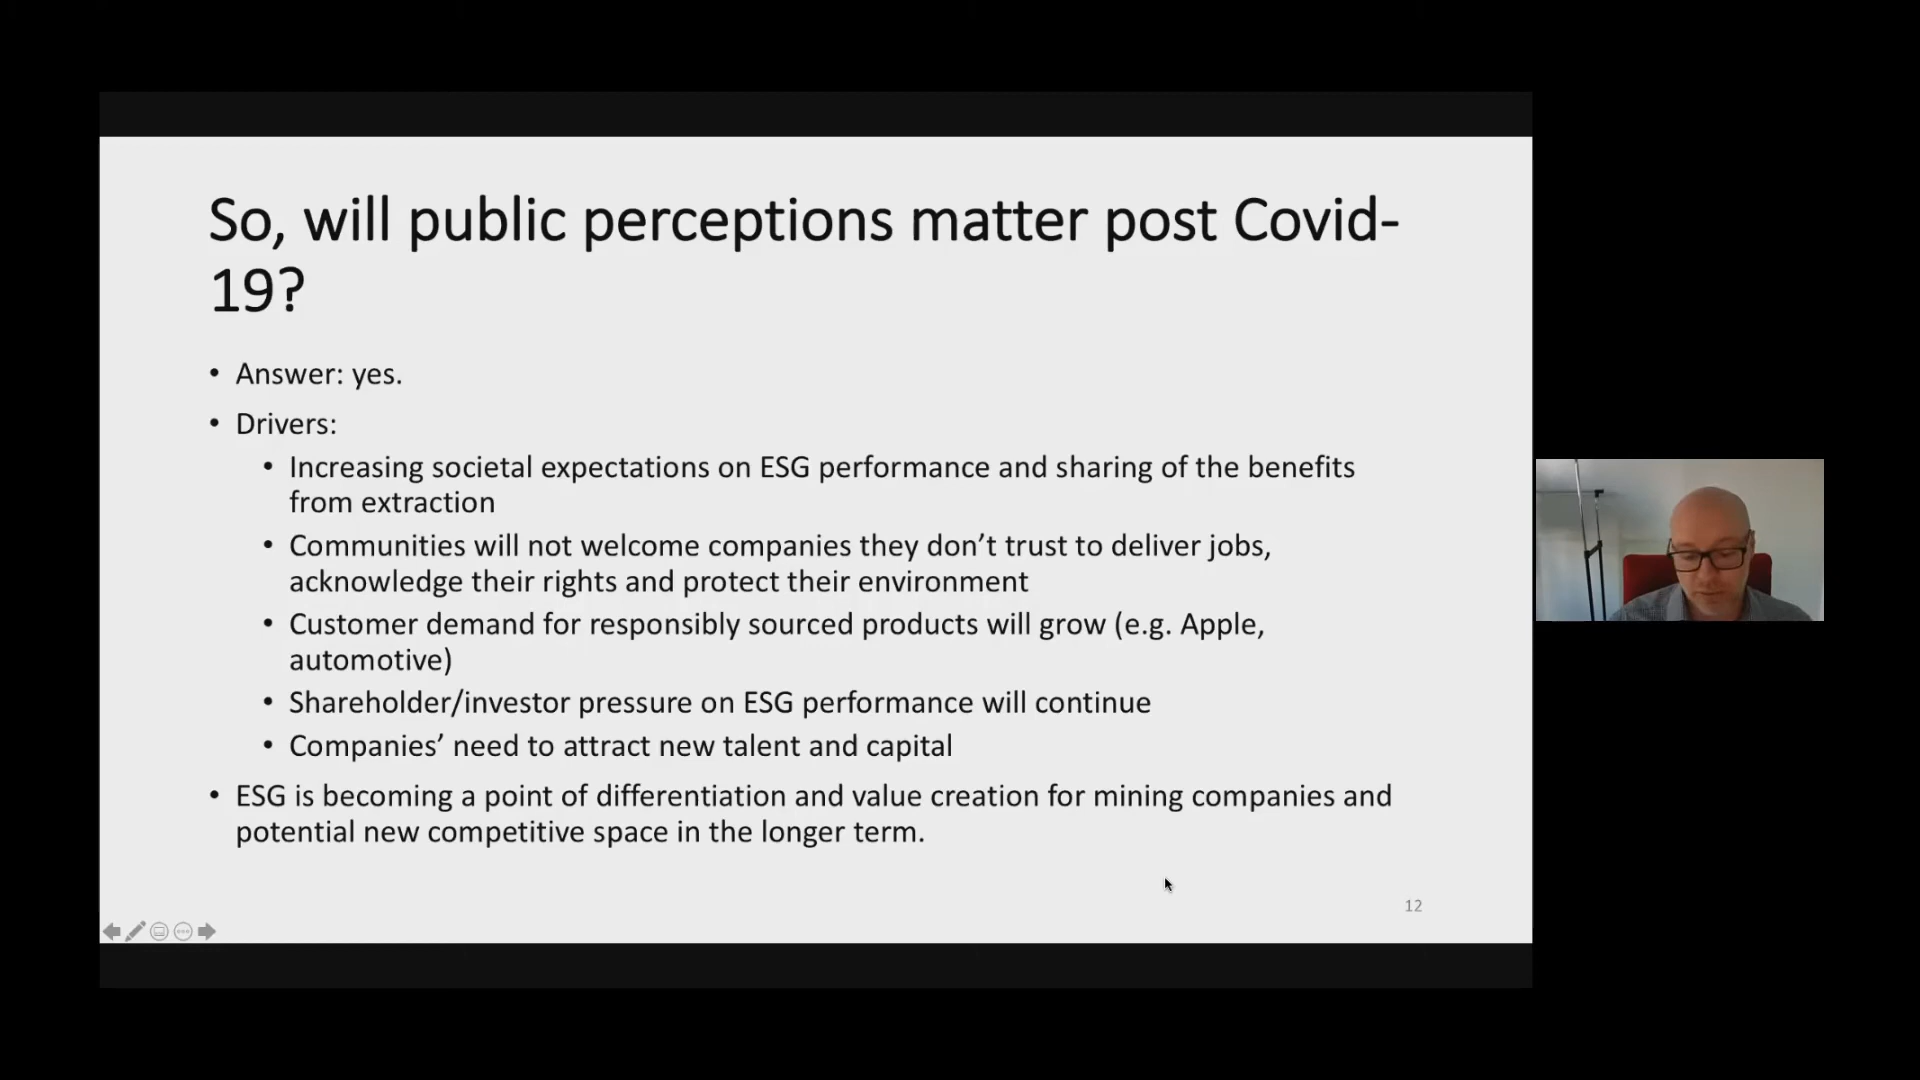 So, will public perceptions matter post Covid-
19?
• Answer: yes.
• Drivers:
• Increasing societal expectations on ESG performance and sharing of the benefits
from extraction
• Communities will not welcome companies they don’t trust to deliver jobs,
acknowledge their rights and protect their environment
• Customer demand for responsibly sourced products will grow (e.g. Apple,
automotive)
• Shareholder/investor pressure on ESG performance will continue
• Companies’ need to attract new talent and capital
• ESG is becoming a point of differentiation and value creation for mining companies and
potential new competitive space in the longer term.
12